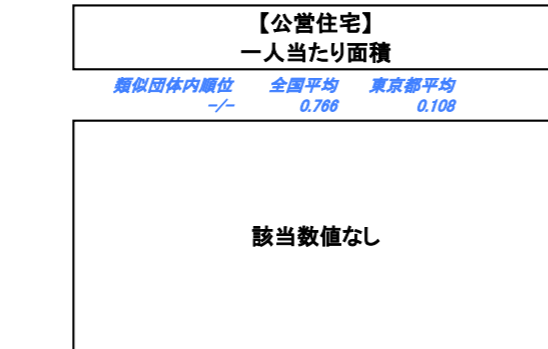 【公営住宅】
一人当たり面積
類似団体内順位 全国平均 東京都平均
-/- 0.766 0.108
該当数値なし